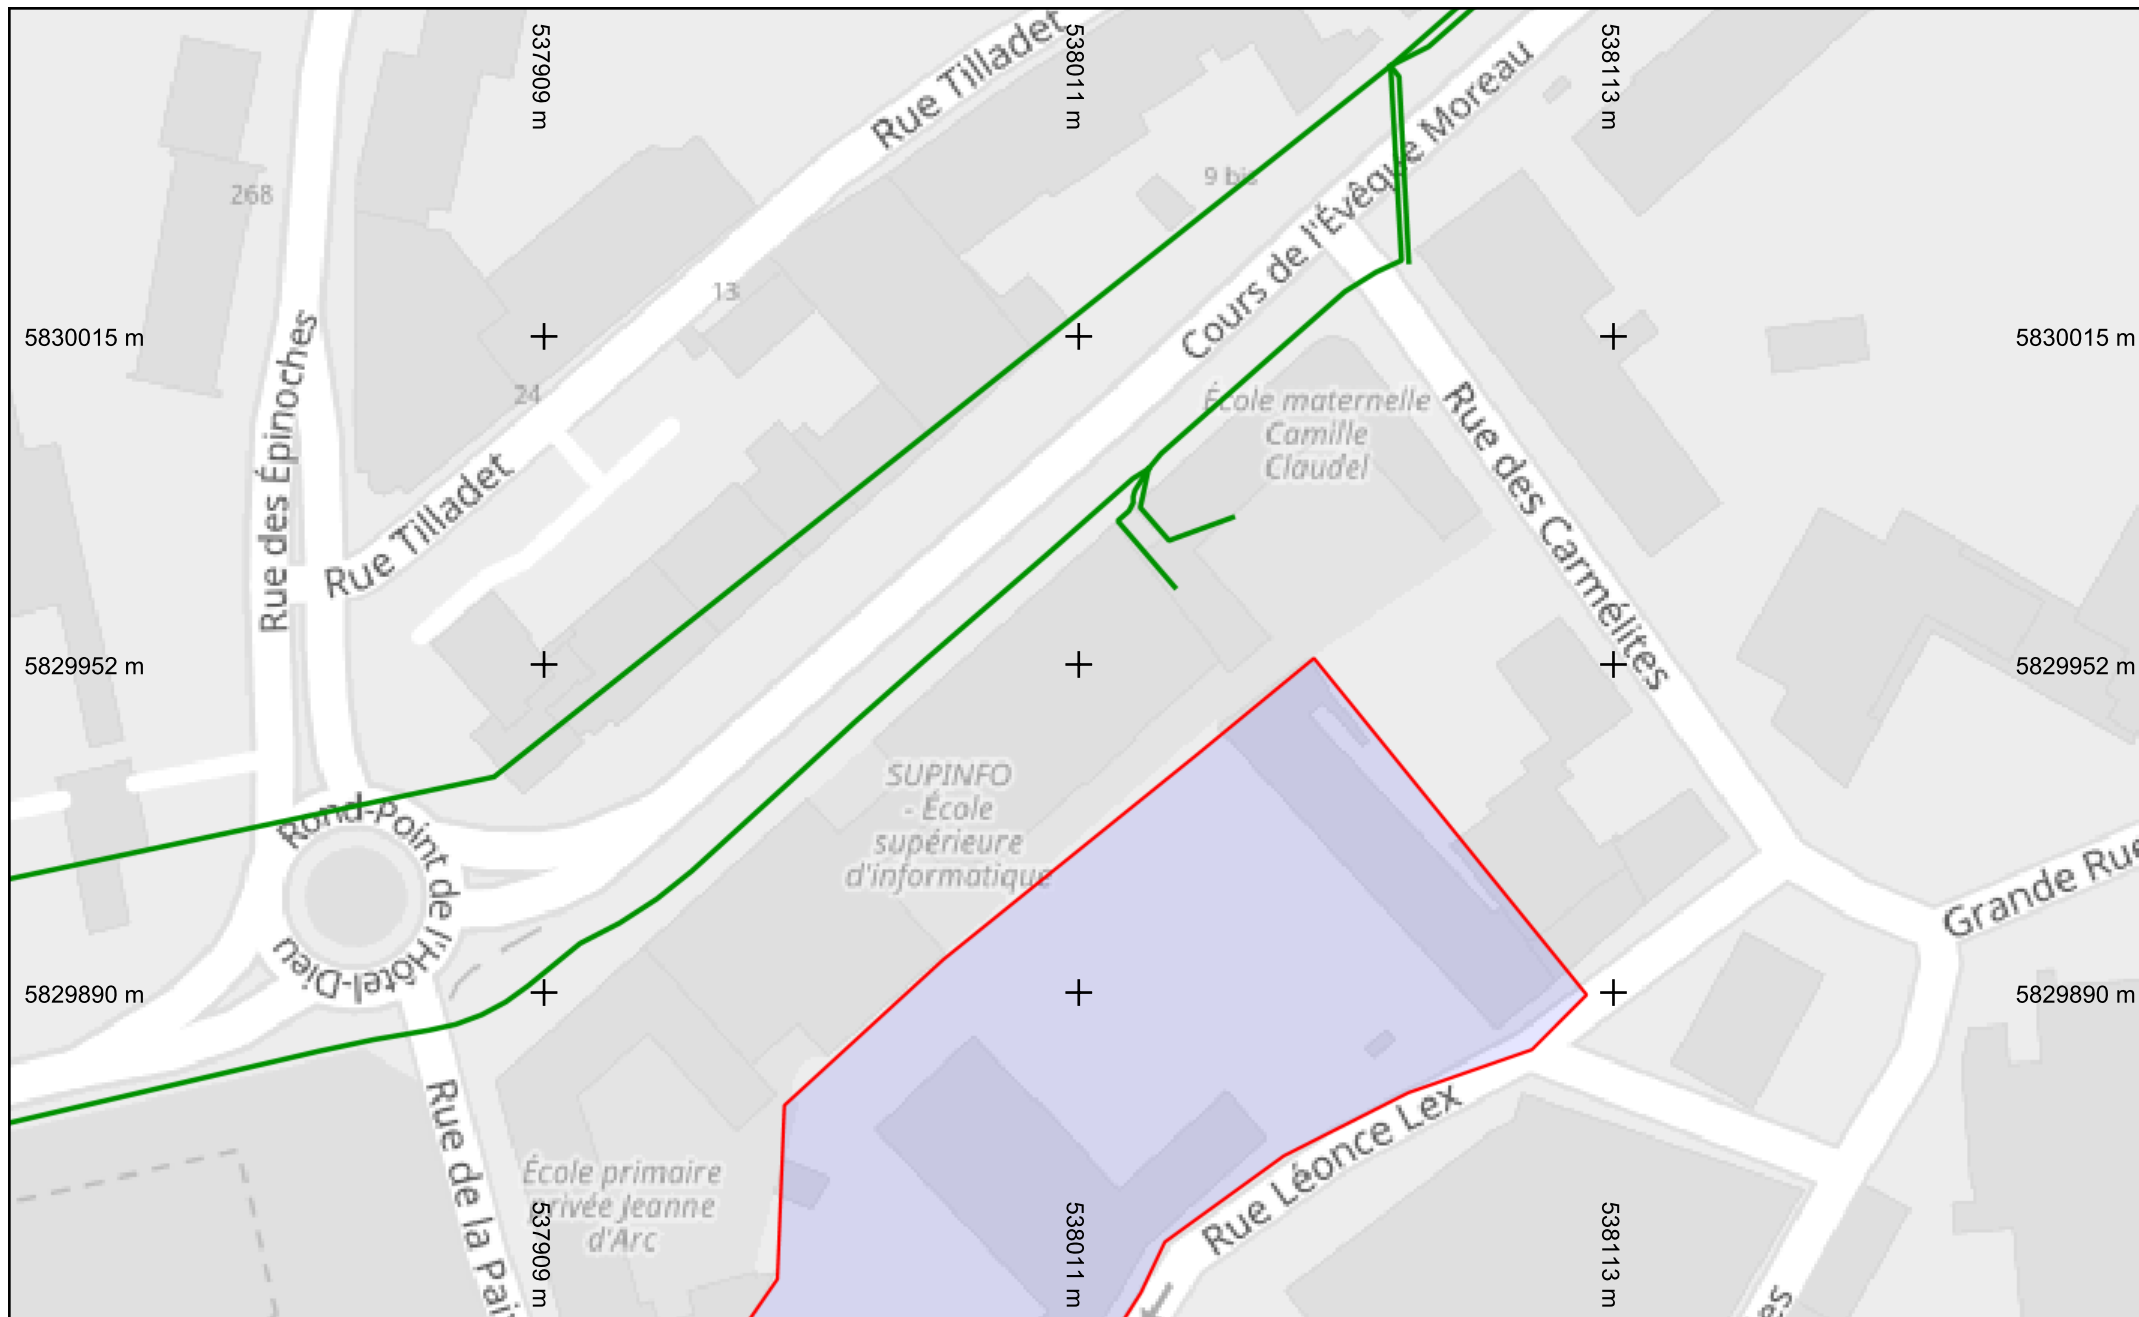 537909 m
538011 m
538113 m
Rue Tilladet
Cours de l'Évêque Moreau
268
9 bis
13
5830015 m
5830015 m
24
Rue des Épinoches
École maternelle
Camille
Claudel
Rue des Carmélites
Rue Tilladet
5829952 m
5829952 m
SUPINFO
- École
supérieure
d'informatique
Rond-Point de l'Hôtel-Dieu
Grande Rue
5829890 m
5829890 m
Rue de la Pai
École primaire
privée Jeanne
d'Arc
Rue Léonce Lex
537909 m
538011 m
538113 m
es